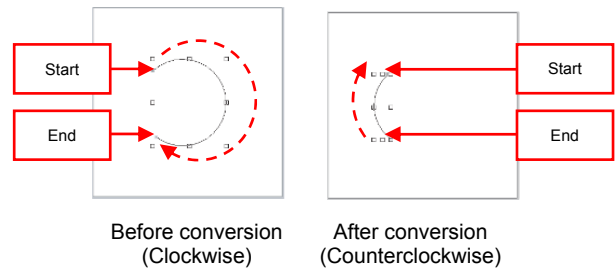 Start
End
Start
End
Before conversion
(Clockwise)
After conversion
(Counterclockwise)